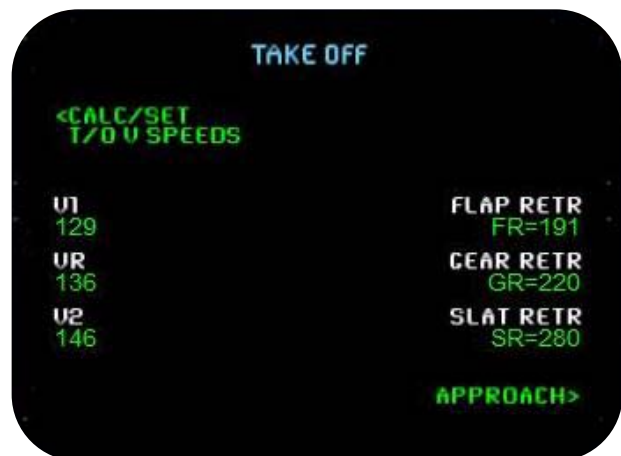 TAKE OFF
<CALC/SET
T/O V SPEEDS
V1 FLAP RETR
129 FR=191
VR GEAR RETR
136 GR=220
V2 SLAT RETR
146 SR=280
APPROACH>